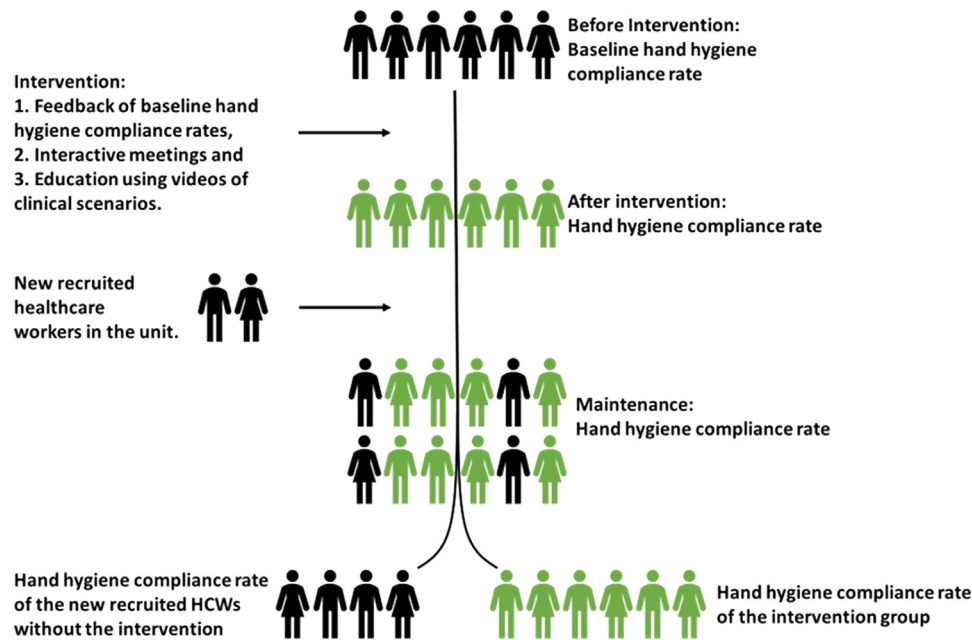 Before Intervention:
Baseline hand hygiene
compliance rate
Intervention:
1. Feedback of baseline hand
hygiene compliance rates,
2. Interactive meetings and
3. Education using videos of
clinical scenarios.
After intervention:
Hand hygiene compliance rate
New recruited
healthcare
workers in the unit.
Maintenance:
Hand hygiene compliance rate
Hand hygiene compliance rate
of the new recruited HCWs
without the intervention
Hand hygiene compliance rate
of the intervention group